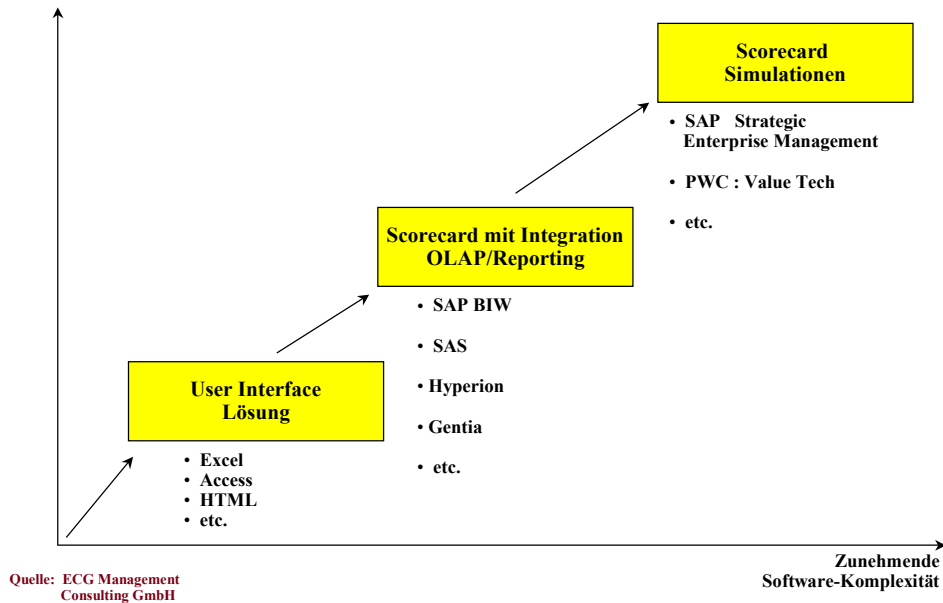 Scorecard
Simulationen
• SAP Strategic
Enterprise Management
• PWC : Value Tech
• etc.
Scorecard mit Integration
OLAP/Reporting
• SAP BIW
• SAS
• Hyperion
• Gentia
• etc.
User Interface
Lösung
• Excel
• Access
• HTML
• etc.
Zunehmende
Software-Komplexität
Quelle: ECG Management
Consulting GmbH